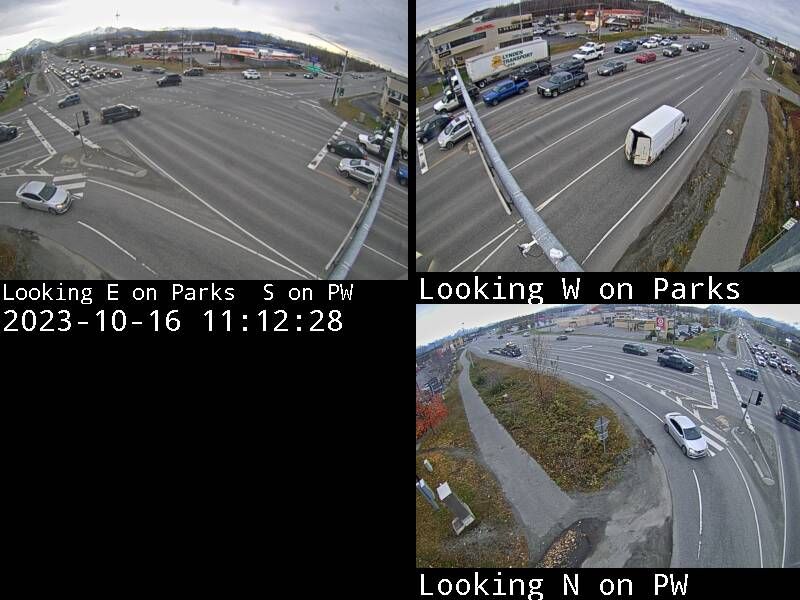 LYNDEN
TRANSPORT
Looking E on Parks  S on PW
2023-10-16 11:12:28
Looking W on Parks
Looking N on PW